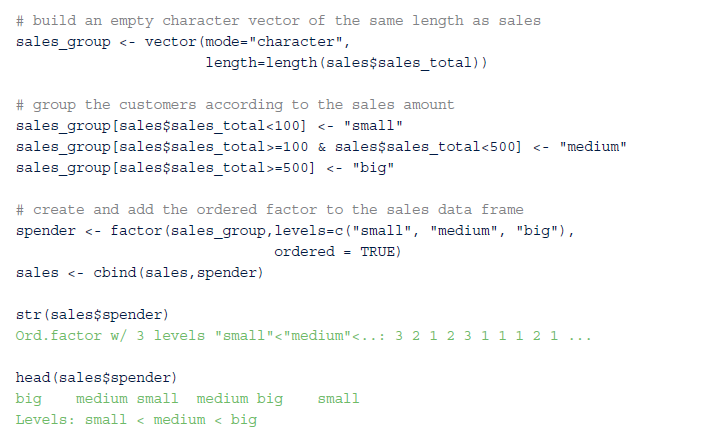 # build an empty character vector of the same length as sales
sales_group <- vector(mode="character",
length=length(sales$sales_total))
# group the customers according to the sales amount
sales_group[sales$sales_total<100] <- "small"
sales_group[sales$sales_total>=100 & sales$sales_total<500] <- "medium"
sales_group[sales$sales_total>=500] <- "big"
# create and add the ordered factor to the sales data frame
spender <- factor(sales_group,levels=c("small", "medium", "big"),
ordered = TRUE)
sales <- cbind(sales,spender)
str(sales$spender)
Ord.factor w/ 3 levels "small"<"medium"<..: 3 2 1 2 3 1 1 1 2 1 ...
head(sales$spender)
big    medium small  medium big    small
Levels: small < medium < big